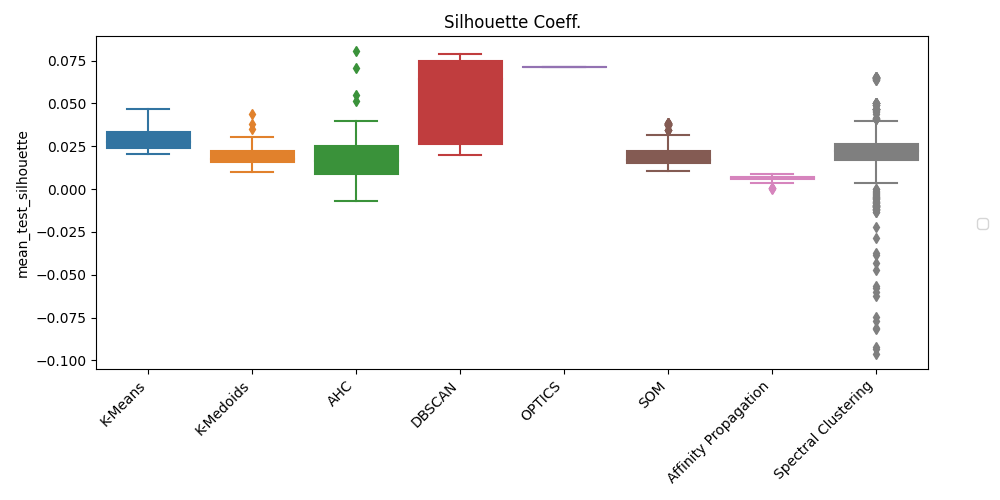 Silhouette Coeff.
mean_test_silhouette
0.075
0.050
0.025
0.000
−0.025
−0.050
−0.075
−0.100
K-Means
K-Medoids
AHC
DBSCAN
OPTICS
SOM
Affinity Propagation
Spectral Clustering